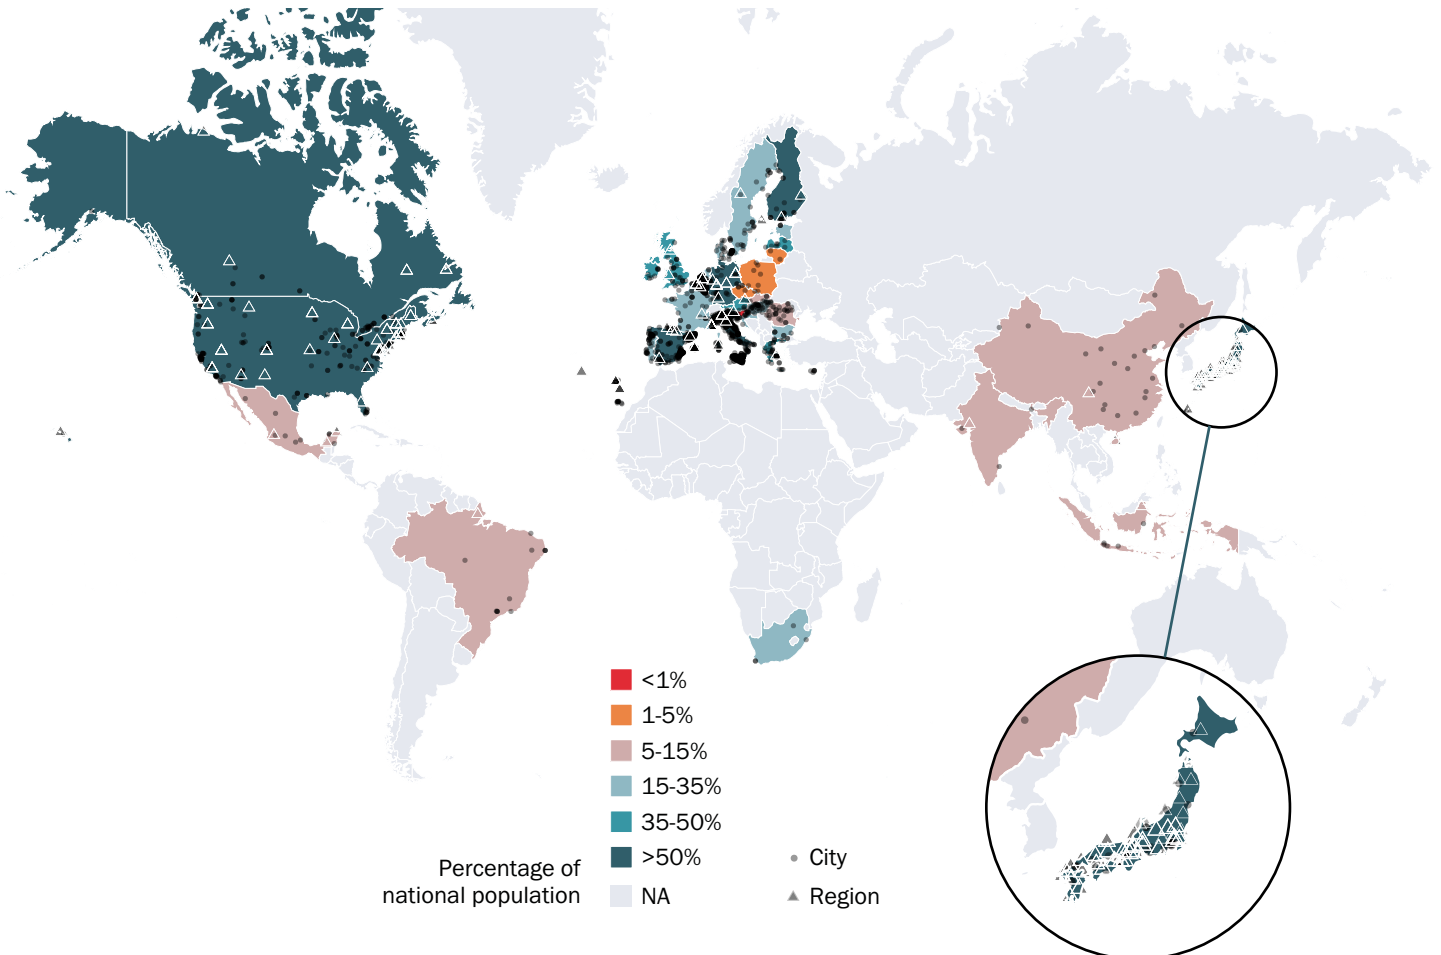 <1%
1-5%
5-15%
15-35%
35-50%
>50%
NA
Percentage of
national population
City
Region